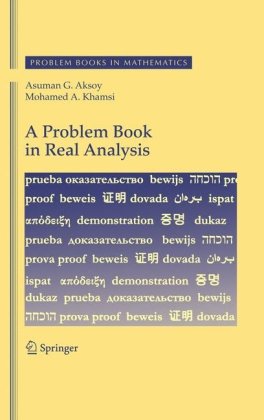 PROBLEM BOOKS IN MATHEMATICS
Asuman G. Aksoy
Mohamed A. Khamsi
A Problem Book
in Real Analysis
prueba оказательство bewijs הוכחה pr
proof beweis 证明 dovada برهان ispat
απόδειξη demonstration 증명 dukaz
prueba доказательство bewijs הוכחה
prova proof beweis 证明 dovada برهان
ispat απόδειξη demonstration 증명
dukaz prueba доказательство bewijs
הוכחה prova proof beweis 证明 dovada
Springer